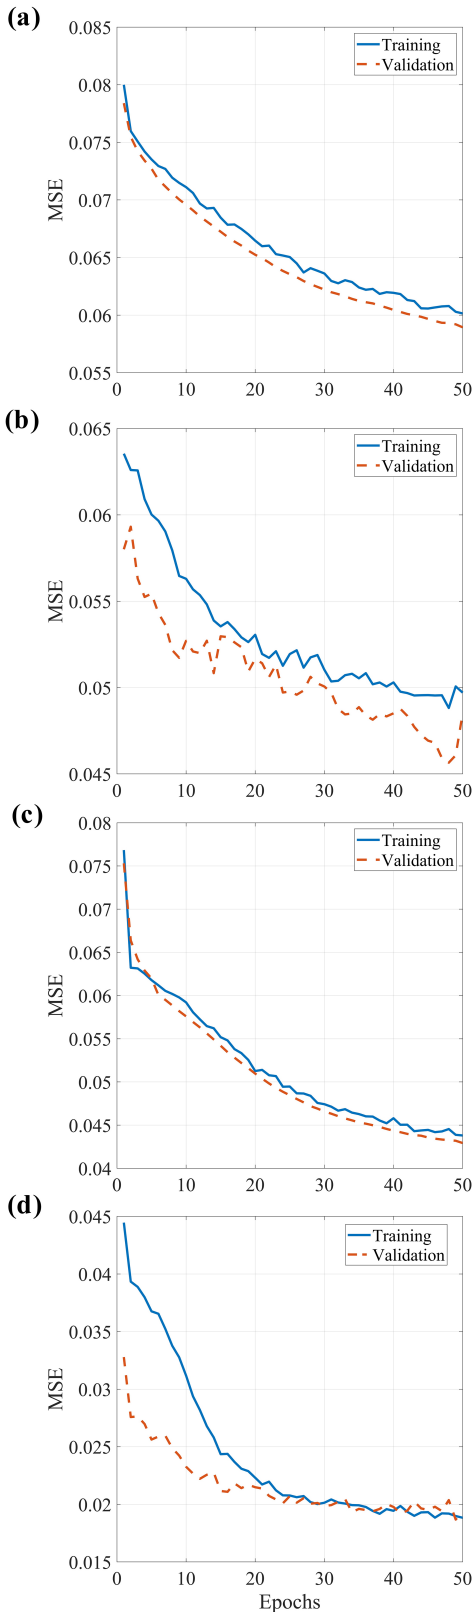 (a)
0.085
0.08
0.075
0.07
0.065
0.06
0.055
MSE
Training
Validation
0 10 20 30 40 50
(b)
0.065
0.06
0.055
0.05
0.045
MSE
Training
Validation
0 10 20 30 40 50
(c)
0.08
0.075
0.07
0.065
0.06
0.055
0.05
0.045
0.04
MSE
Training
Validation
0 10 20 30 40 50
(d)
0.045
0.04
0.035
0.03
0.025
0.02
0.015
MSE
Training
Validation
0 10 20 30 40 50
Epochs